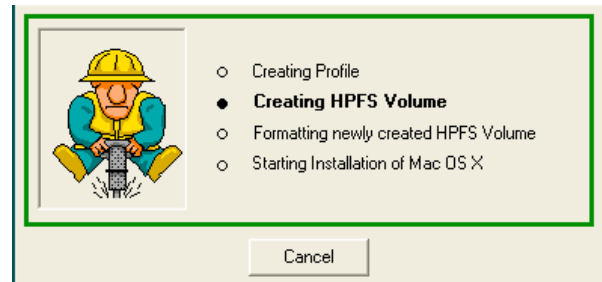 Creating Profile
Creating HPFS Volume
Formatting newly created HPFS Volume
Starting Installation of Mac OS X
Cancel